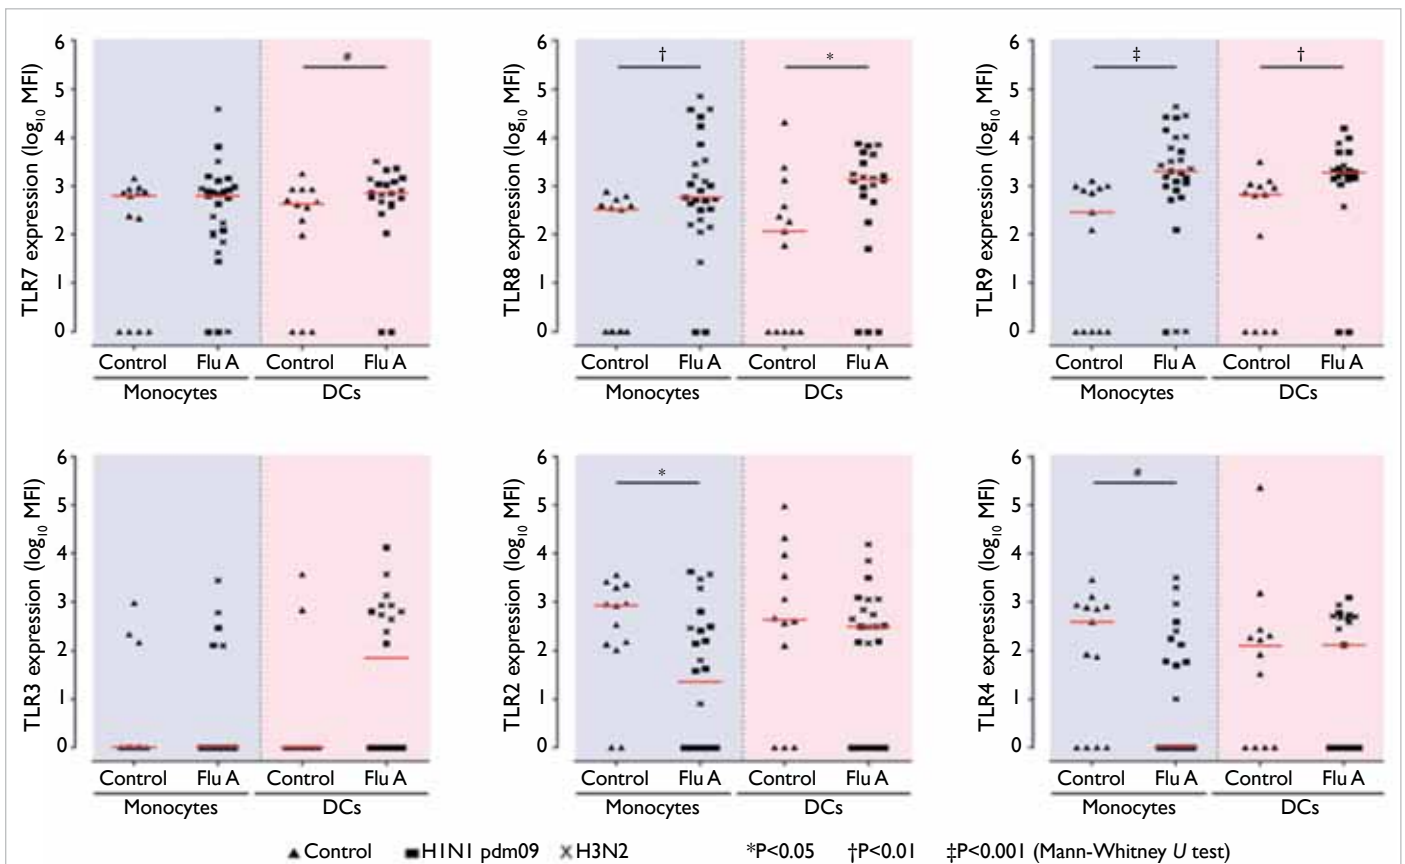 TLR7 expression (log10 MFI)
6
5
4
3
2
1
0
#
Control Flu A Control Flu A
Monocytes DCs
TLR8 expression (log10 MFI)
6
5
4
3
2
1
0
† *
Control Flu A Control Flu A
Monocytes DCs
TLR9 expression (log10 MFI)
6
5
4
3
2
1
0
‡ †
Control Flu A Control Flu A
Monocytes DCs
TLR3 expression (log10 MFI)
6
5
4
3
2
1
0
Control Flu A Control Flu A
Monocytes DCs
TLR2 expression (log10 MFI)
6
5
4
3
2
1
0
*
Control Flu A Control Flu A
Monocytes DCs
TLR4 expression (log10 MFI)
6
5
4
3
2
1
0
#
Control Flu A Control Flu A
Monocytes DCs
▲ Control ■ H1N1 pdm09 X H3N2 *P<0.05 †P<0.01 ‡P<0.001 (Mann-Whitney U test)